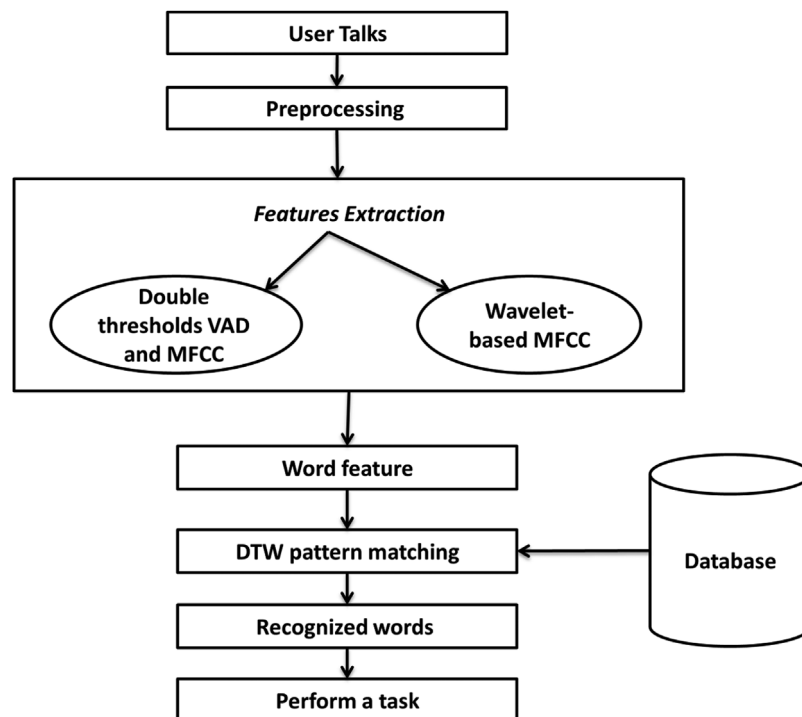 User Talks
Preprocessing
Features Extraction
Double
thresholds VAD
and MFCC
Wavelet-
based MFCC
Word feature
DTW pattern matching
Database
Recognized words
Perform a task